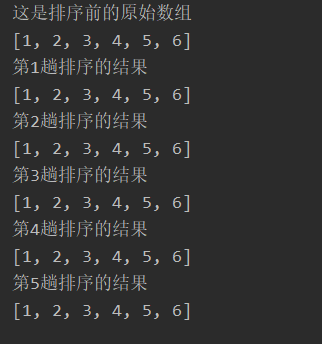 这是排序前的原始数组
[1, 2, 3, 4, 5, 6]
第1趟排序的结果
[1, 2, 3, 4, 5, 6]
第2趟排序的结果
[1, 2, 3, 4, 5, 6]
第3趟排序的结果
[1, 2, 3, 4, 5, 6]
第4趟排序的结果
[1, 2, 3, 4, 5, 6]
第5趟排序的结果
[1, 2, 3, 4, 5, 6]